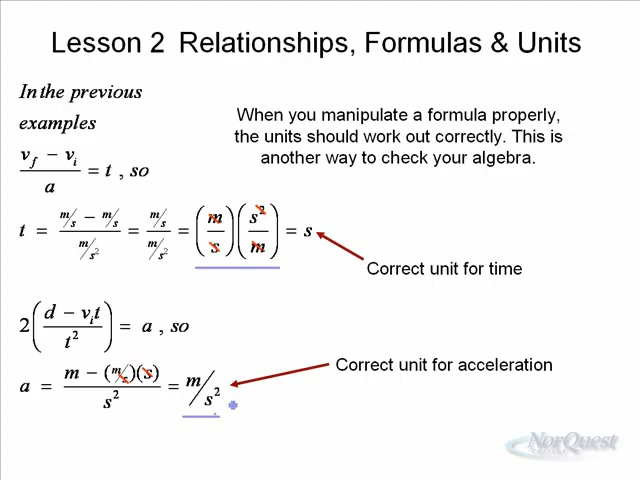 Lesson 2 Relationships, Formulas & Units
In the previous
examples
When you manipulate a formula properly,
the units should work out correctly. This is
another way to check your algebra.
(v_f − v_i)/a = t , so
t = (m/s − m/s)/(m/s²) = (m/s)/(m/s²) = (m/s)(s²/m) = s
Correct unit for time
2((d − v_i t)/t²) = a , so
Correct unit for acceleration
a = (m − (m/s)(s))/s² = m/s²
NorQuest